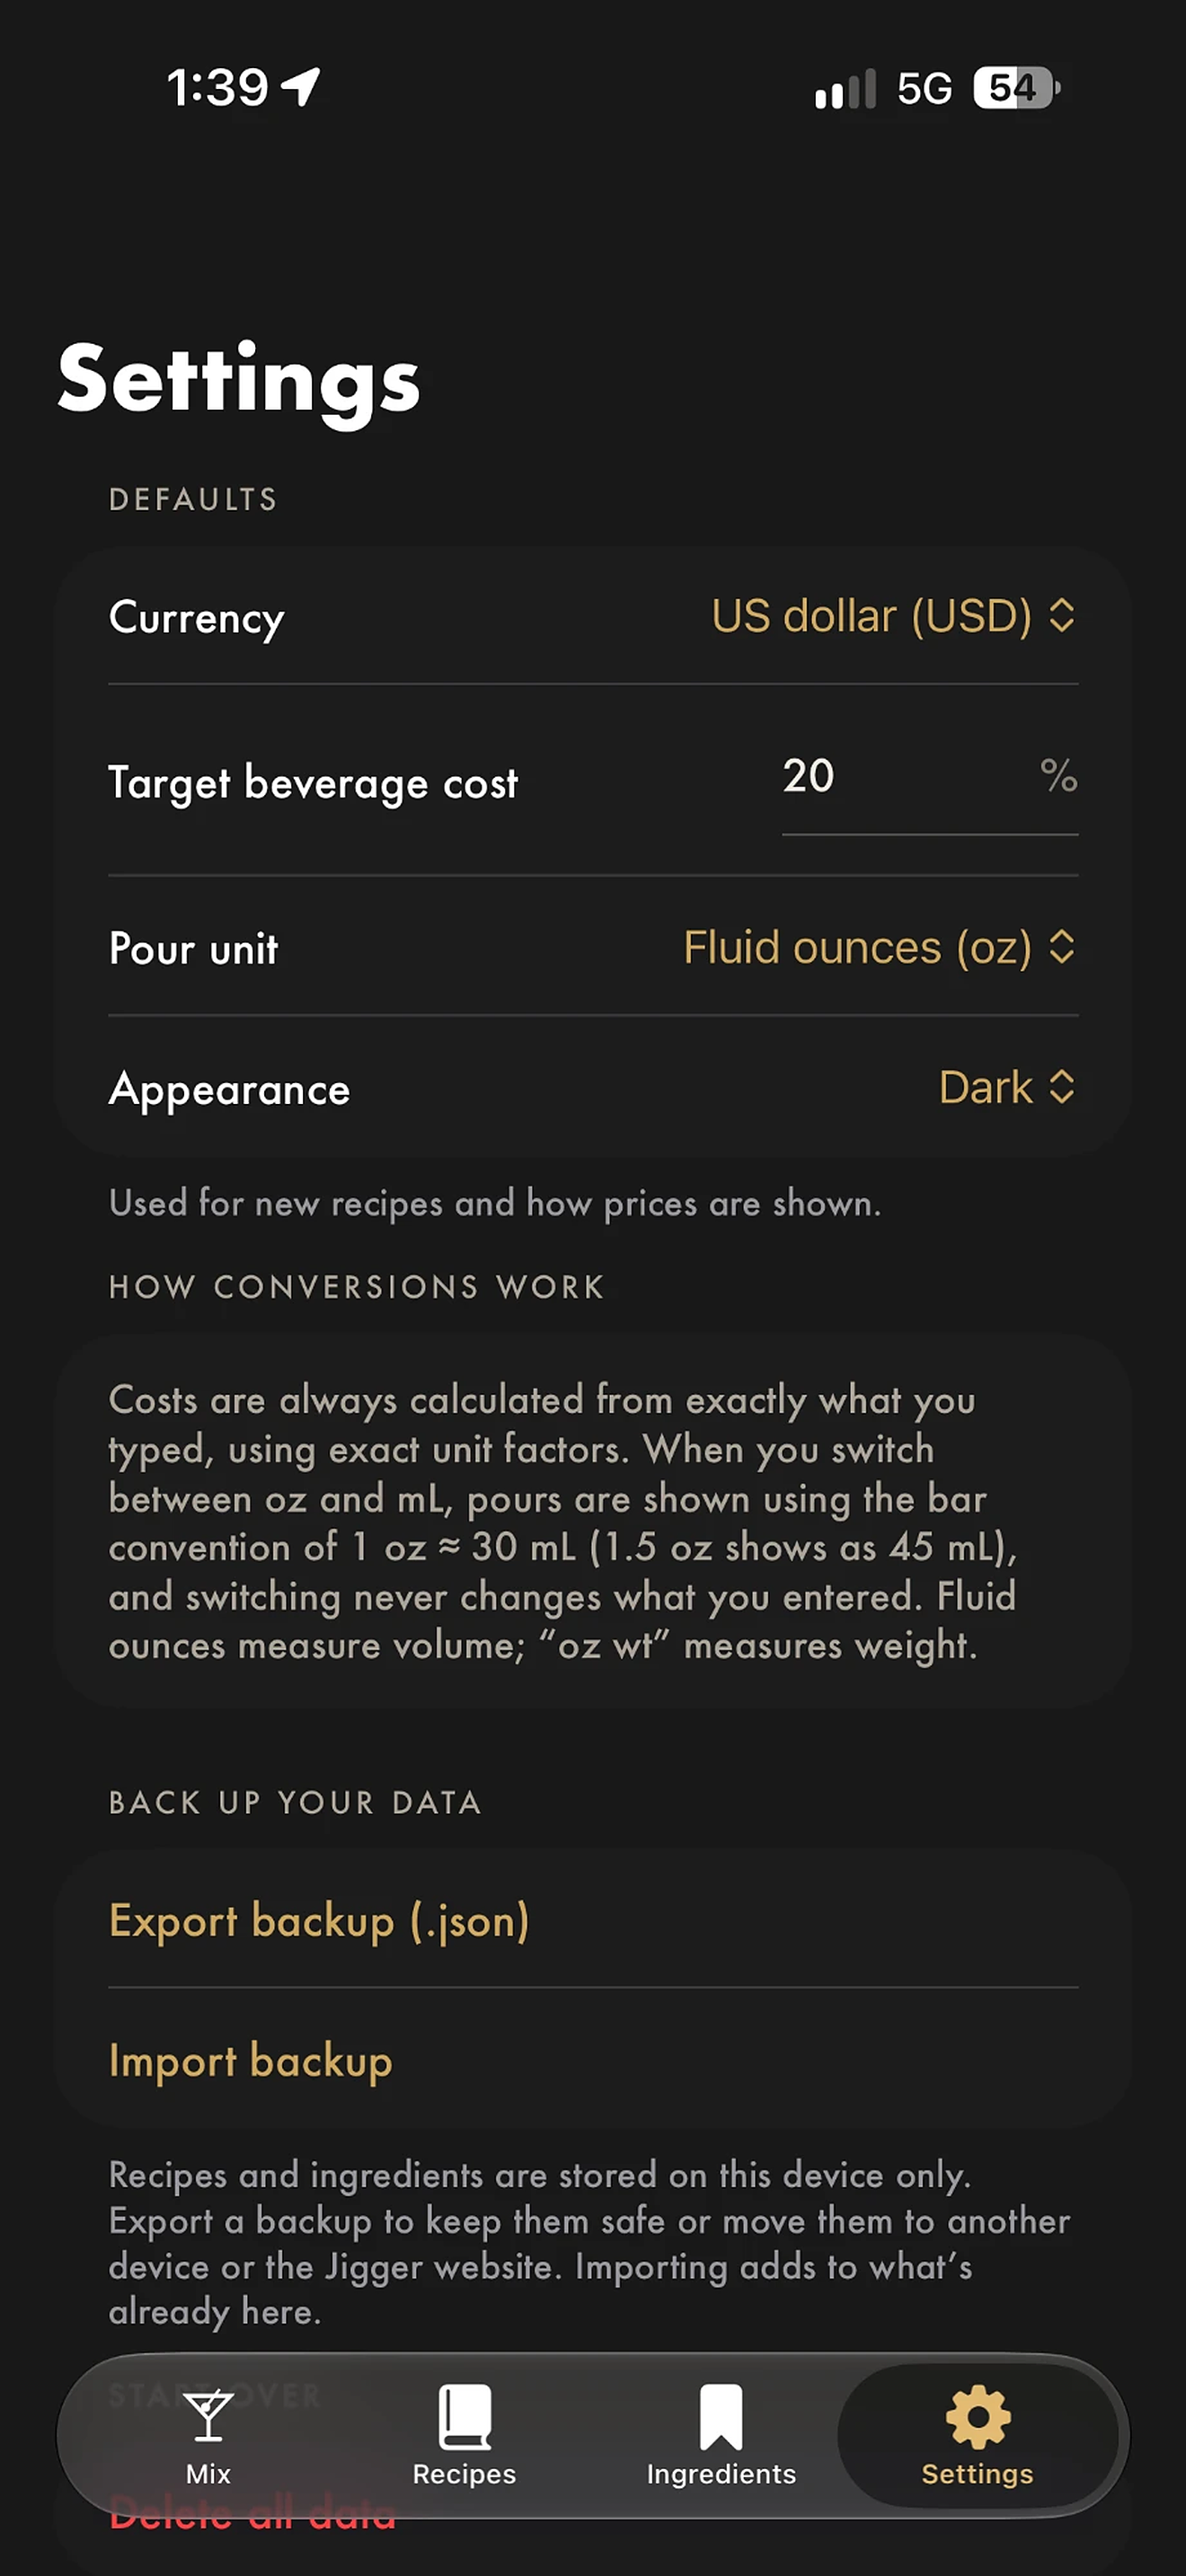 1:39
5G
54
Settings
DEFAULTS
Currency
US dollar (USD)
Target beverage cost
20
%
Pour unit
Fluid ounces (oz)
Appearance
Dark
Used for new recipes and how prices are shown.
HOW CONVERSIONS WORK
Costs are always calculated from exactly what you
typed, using exact unit factors. When you switch
between oz and mL, pours are shown using the bar
convention of 1 oz ≈ 30 mL (1.5 oz shows as 45 mL),
and switching never changes what you entered. Fluid
ounces measure volume; “oz wt” measures weight.
BACK UP YOUR DATA
Export backup (.json)
Import backup
Recipes and ingredients are stored on this device only.
Export a backup to keep them safe or move them to another
device or the Jigger website. Importing adds to what’s
already here.
START OVER
Mix
Recipes
Ingredients
Settings
Delete all data